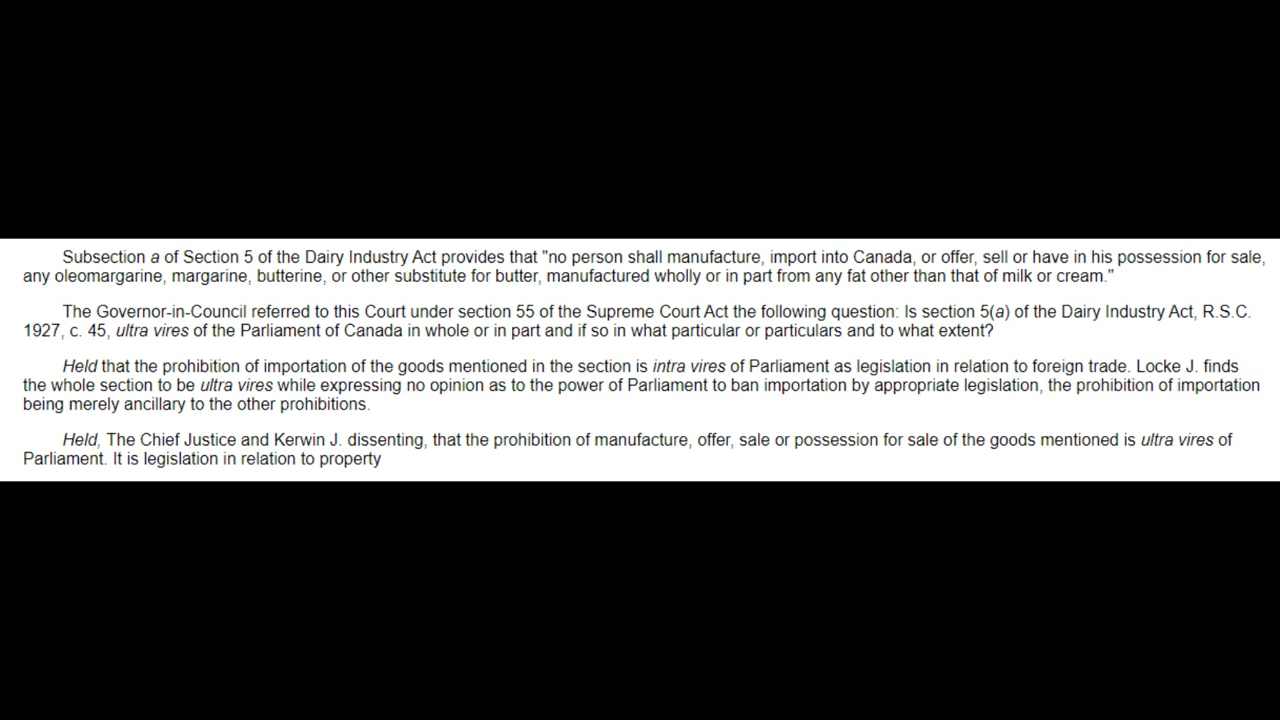 Subsection a of Section 5 of the Dairy Industry Act provides that "no person shall manufacture, import into Canada, or offer, sell or have in his possession for sale,
any oleomargarine, margarine, butterine, or other substitute for butter, manufactured wholly or in part from any fat other than that of milk or cream."
The Governor-in-Council referred to this Court under section 55 of the Supreme Court Act the following question: Is section 5(a) of the Dairy Industry Act, R.S.C.
1927, c. 45, ultra vires of the Parliament of Canada in whole or in part and if so in what particular or particulars and to what extent?
Held that the prohibition of importation of the goods mentioned in the section is intra vires of Parliament as legislation in relation to foreign trade. Locke J. finds
the whole section to be ultra vires while expressing no opinion as to the power of Parliament to ban importation by appropriate legislation, the prohibition of importation
being merely ancillary to the other prohibitions.
Held, The Chief Justice and Kerwin J. dissenting, that the prohibition of manufacture, offer, sale or possession for sale of the goods mentioned is ultra vires of
Parliament. It is legislation in relation to property